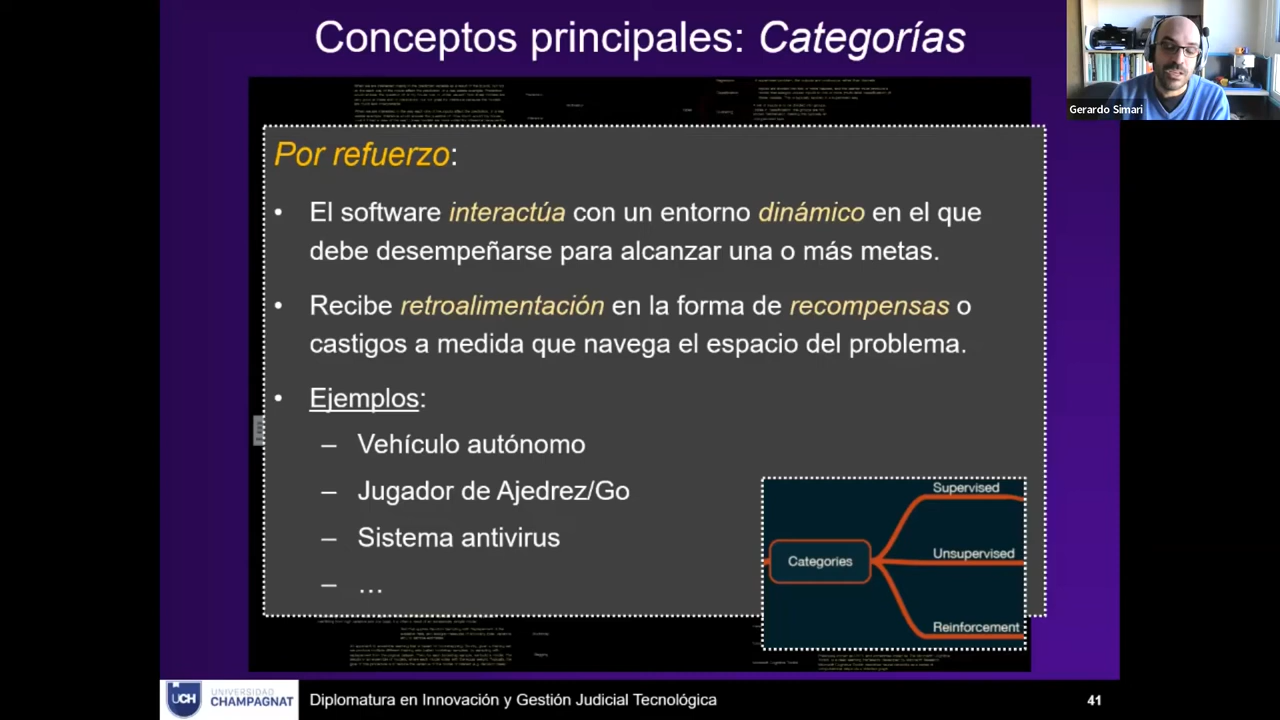 Conceptos principales: Categorías
Gerardo Simari
Por refuerzo:
• El software interactúa con un entorno dinámico en el que
debe desempeñarse para alcanzar una o más metas.
• Recibe retroalimentación en la forma de recompensas o
castigos a medida que navega el espacio del problema.
• Ejemplos:
– Vehículo autónomo
– Jugador de Ajedrez/Go
– Sistema antivirus
– ...
Supervised
Categories
Unsupervised
Reinforcement
UCH
UNIVERSIDAD
CHAMPAGNAT
Diplomatura en Innovación y Gestión Judicial Tecnológica
41